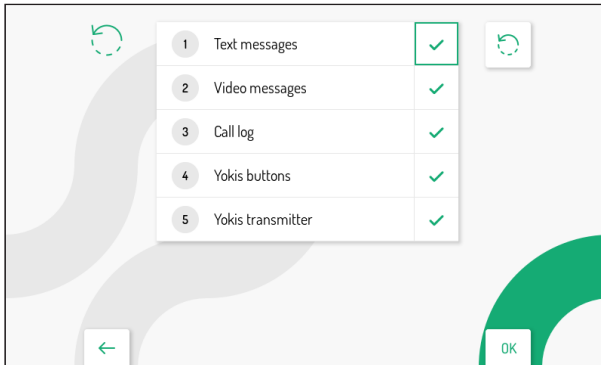 1 Text messages
2 Video messages
3 Call log
4 Yokis buttons
5 Yokis transmitter
OK